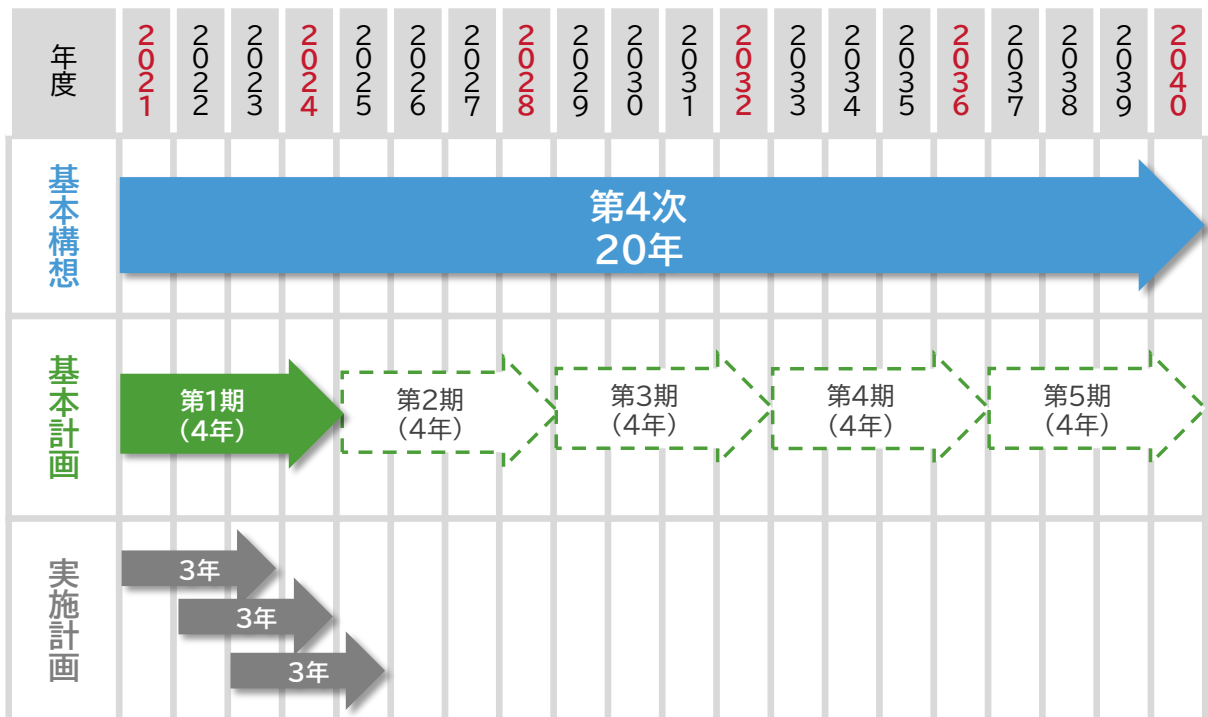 年度
2021
2022
2023
2024
2025
2026
2027
2028
2029
2030
2031
2032
2033
2034
2035
2036
2037
2038
2039
2040
基本構想
第4次
20年
基本計画
第1期
（4年）
第2期
（4年）
第3期
（4年）
第4期
（4年）
第5期
（4年）
実施計画
3年
3年
3年